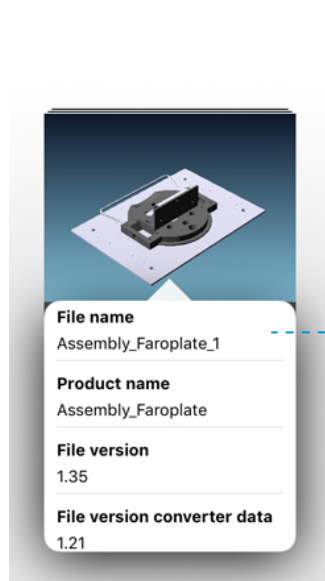 File name
Assembly_Faroplate_1
Product name
Assembly_Faroplate
File version
1.35
File version converter data
1.21